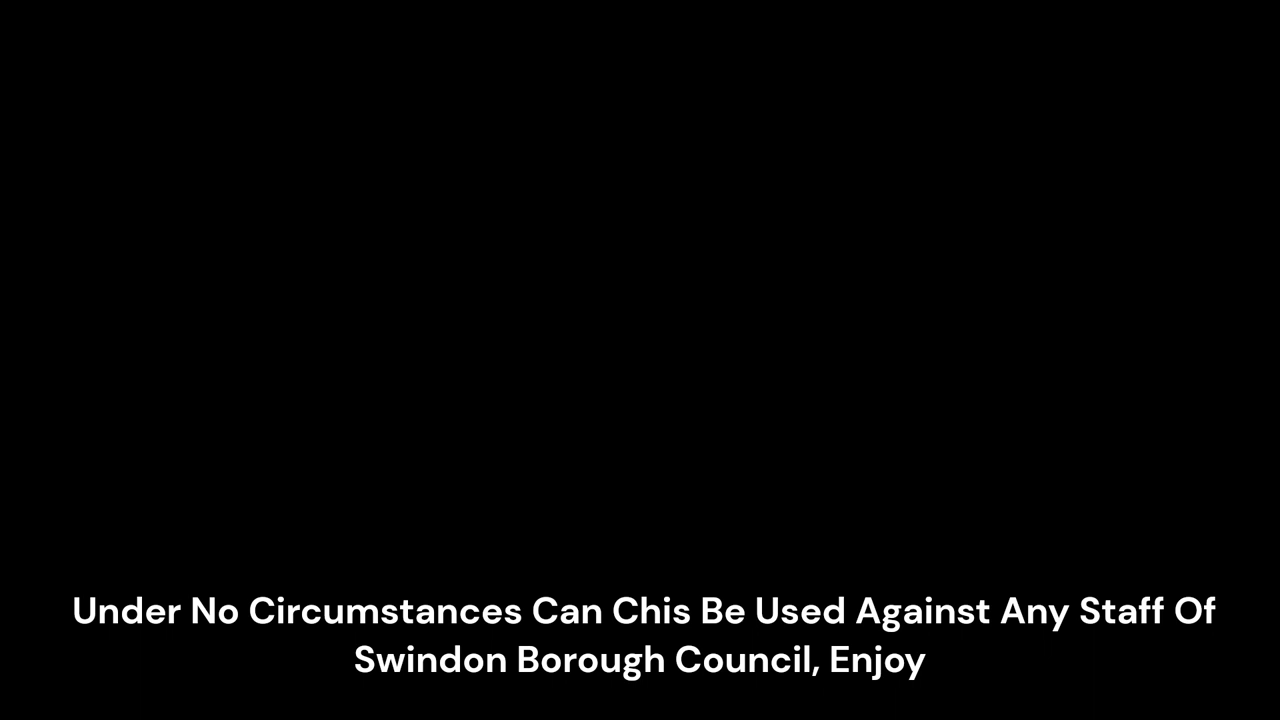 Under No Circumstances Can Chis Be Used Against Any Staff Of
Swindon Borough Council, Enjoy